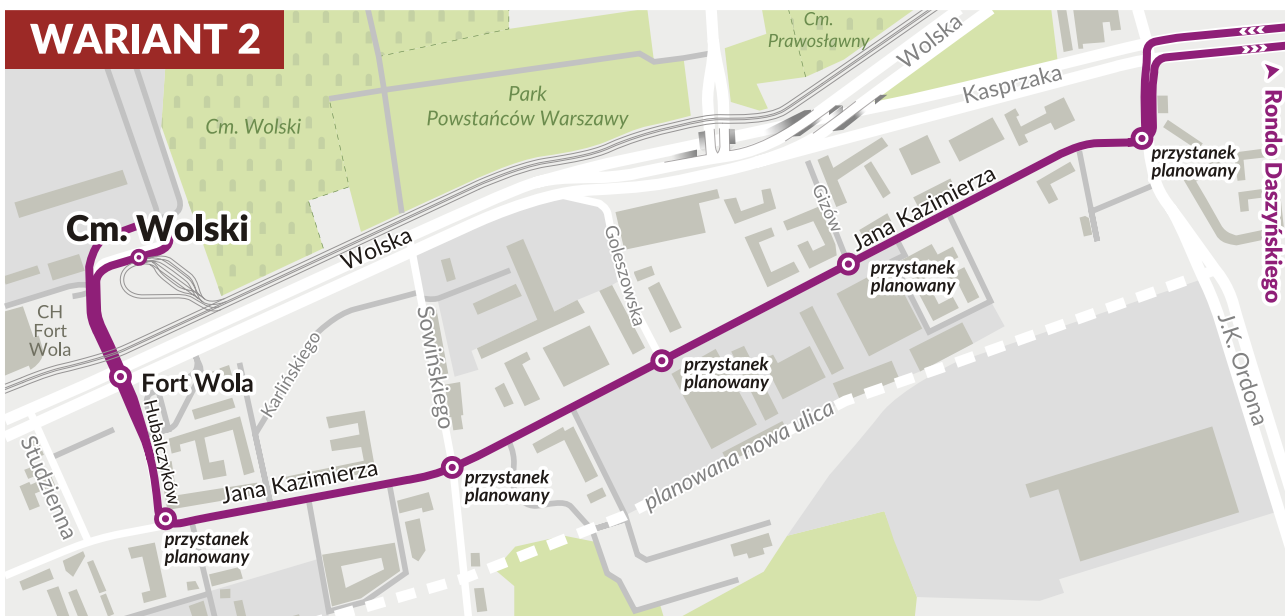 WARIANT 2
Cm.
Prawosławny
Wolska
Kasprzaka
Rondo Daszyńskiego
Park
Powstańców Warszawy
Cm. Wolski
przystanek
planowany
Cm. Wolski
Wolska
Goleszowska
Gizów
Jana Kazimierza
przystanek
planowany
CH
Fort
Wola
Karlińskiego
Sowińskiego
J.K. Ordona
Fort Wola
przystanek
planowany
Hubalczyków
Studzienna
Jana Kazimierza
przystanek
planowany
planowana nowa ulica
przystanek
planowany